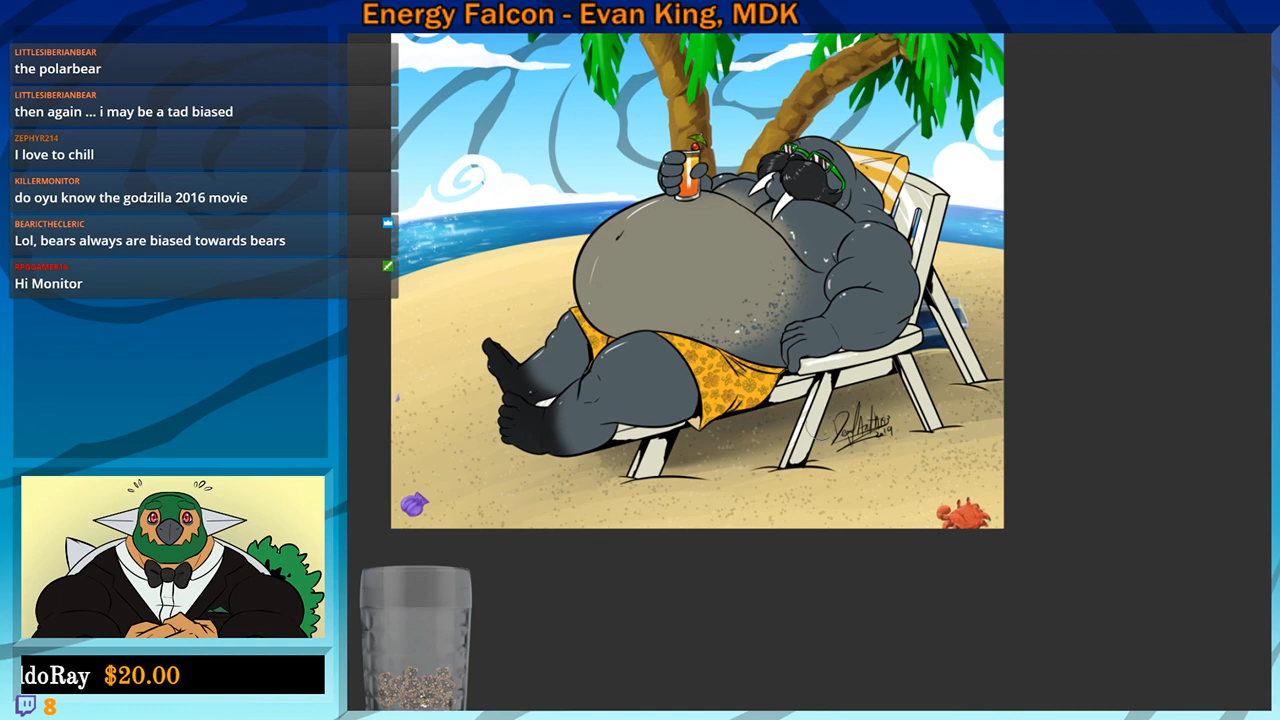 Energy Falcon - Evan King, MDK
LITTLESIBERIANBEAR
the polarbear
LITTLESIBERIANBEAR
then again ... i may be a tad biased
ZEPHYR214
I love to chill
KILLERMONITOR
do oyu know the godzilla 2016 movie
BEARICTHECLERIC
Lol, bears always are biased towards bears
RPGGAMER16
Hi Monitor
2019
ldoRay $20.00
8